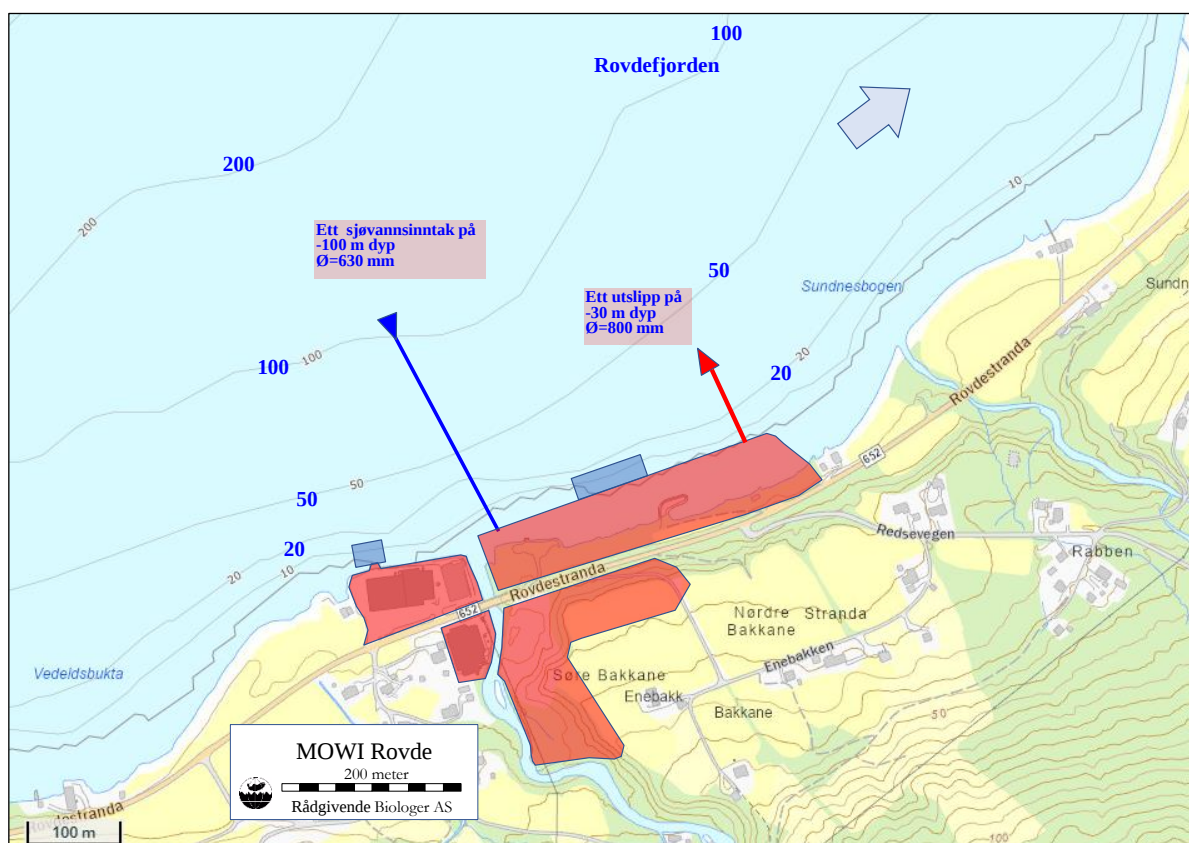 100
Rovdefjorden
200
200
10
Ett sjøvannsinntak på
-100 m dyp
Ø=630 mm
50
Sundnesbogen
Sundn
Ett utslipp på
-30 m dyp
Ø=800 mm
100
100
20
20
Rovdestranda
652
50
50
Redsevegen
20
Rabben
20
10
Rovdestranda
652
Nørdre Stranda
Bakkane
Enebakken
Vedeldsbukta
Søre Bakkane
Enebakk
Bakkane
50
MOWI Rovde
200 meter
Rådgivende Biologer AS
Rovdestranda
100 m
100